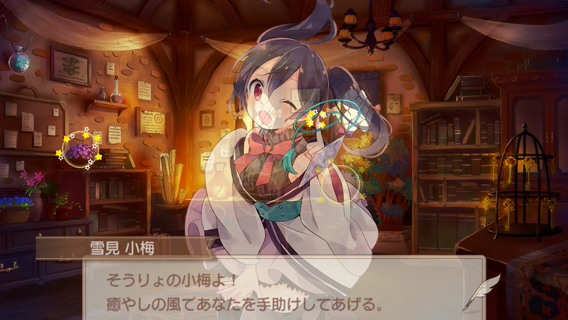 雪見 小梅
そうりょの小梅よ！
癒やしの風であなたを手助けしてあげる。